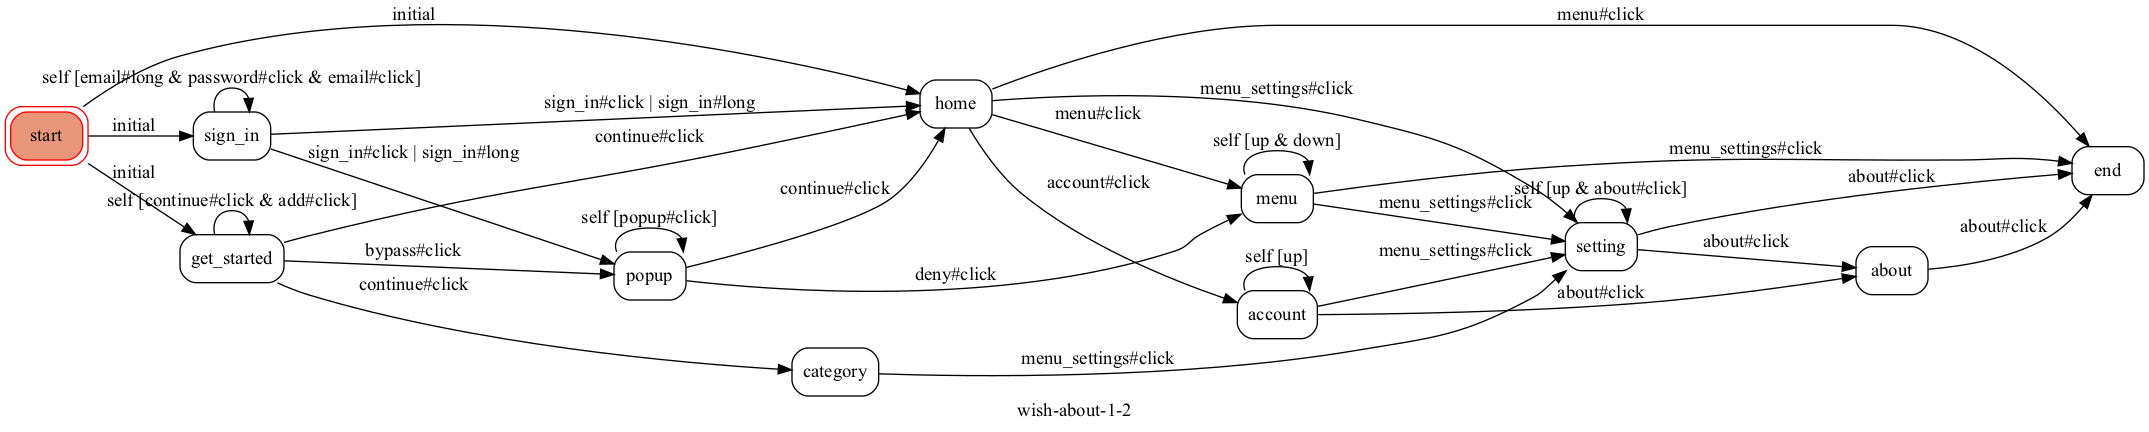 initial
menu#click
self [email#long & password#click & email#click]
menu_settings#click
sign_in#click | sign_in#long
home
menu#click
start
initial
sign_in
continue#click
self [up & down]
menu_settings#click
sign_in#click | sign_in#long
end
initial
account#click
about#click
continue#click
self [up & about#click]
menu
menu_settings#click
self [continue#click & add#click]
self [popup#click]
about#click
about#click
setting
bypass#click
menu_settings#click
get_started
self [up]
about
popup
deny#click
continue#click
about#click
account
menu_settings#click
category
wish-about-1-2